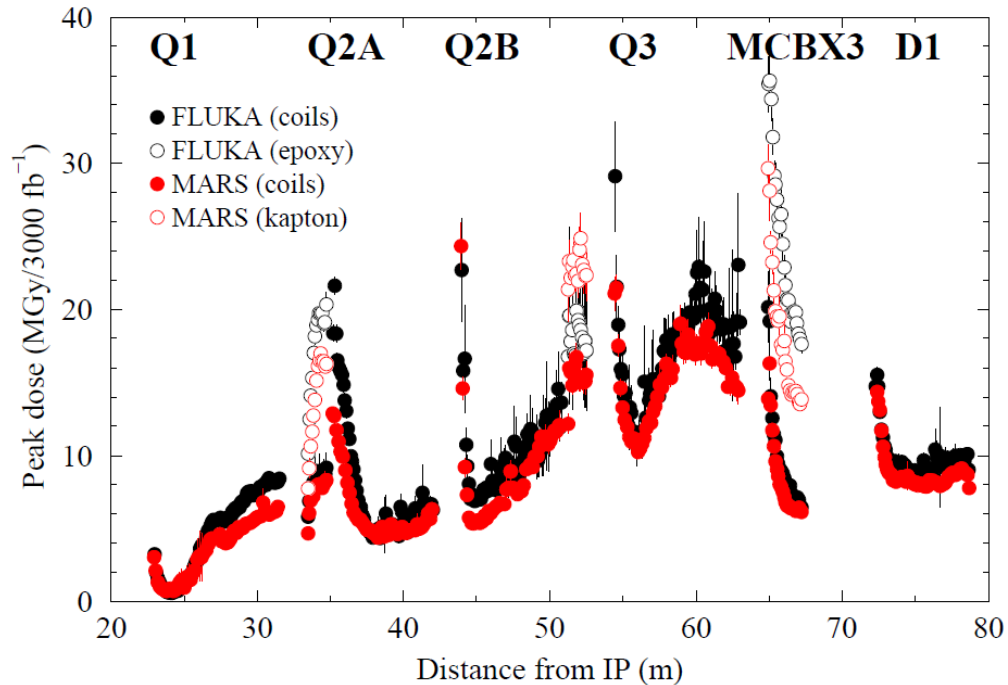 Q1 Q2A Q2B Q3 MCBX3 D1
FLUKA (coils)
FLUKA (epoxy)
MARS (coils)
MARS (kapton)
Peak dose (MGy/3000 fb⁻¹)
40
30
20
10
0
20 30 40 50 60 70 80
Distance from IP (m)